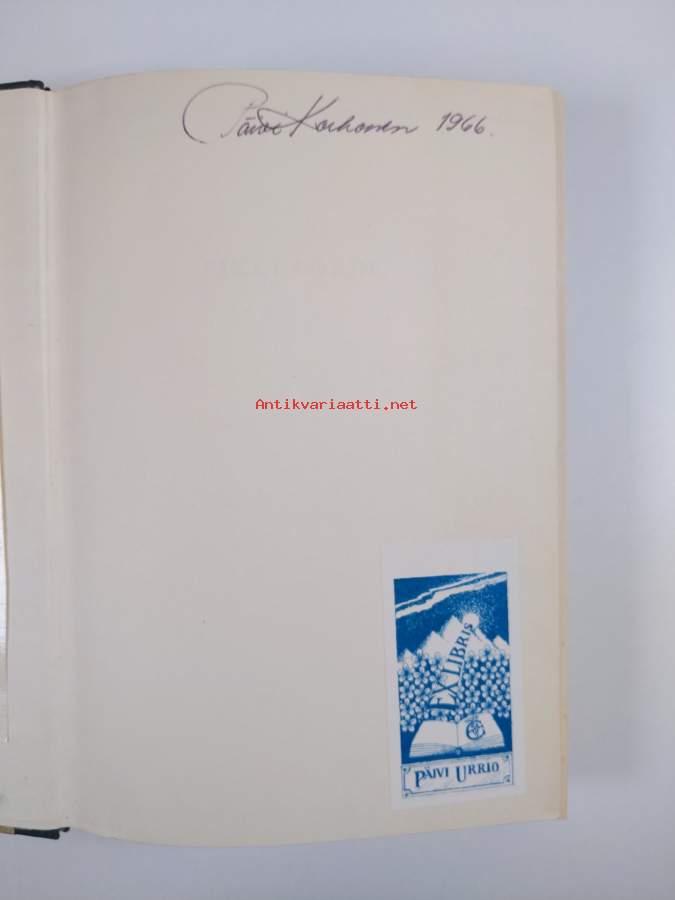 Päivi Korhonen 1966.
Antikvariaatti.net
EX LIBRIS
PÄIVI URRIO